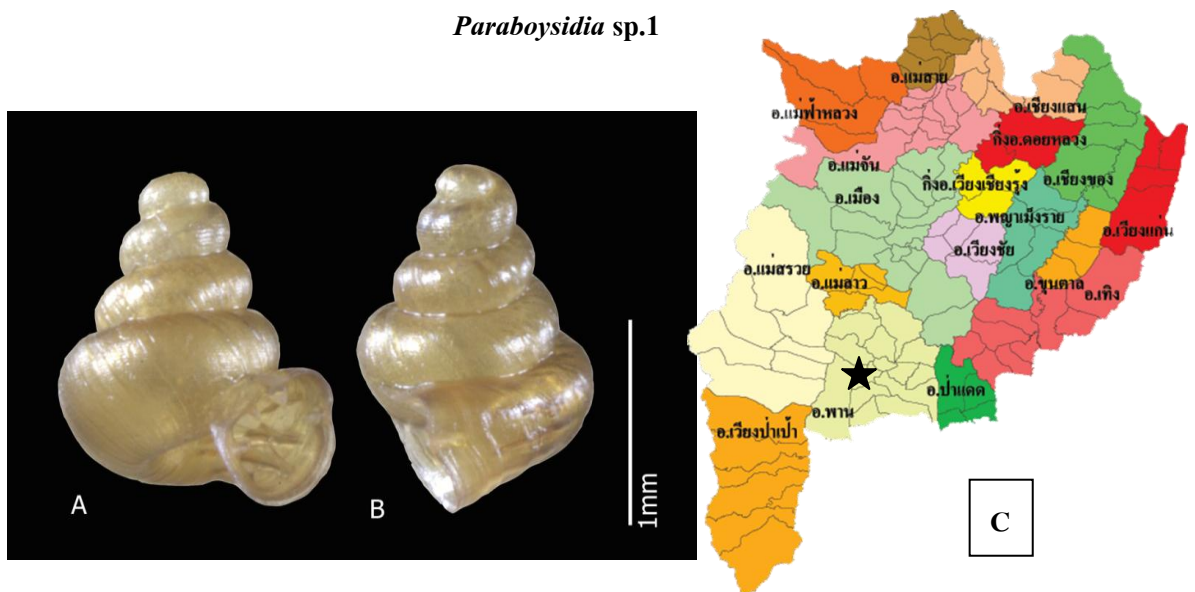 Paraboysidia sp.1
A
B
1mm
อ.แม่สาย
อ.เชียงแสน
อ.แม่ฟ้าหลวง
กิ่งอ.ดอยหลวง
อ.แม่จัน
กิ่งอ.เวียงเชียงรุ้ง
อ.เชียงของ
อ.เมือง
อ.พญาเม็งราย
อ.เวียงแก่น
อ.เวียงชัย
อ.แม่สรวย
อ.แม่ลาว
อ.ขุนตาล
อ.เทิง
อ.ป่าแดด
อ.พาน
อ.เวียงป่าเป้า
C